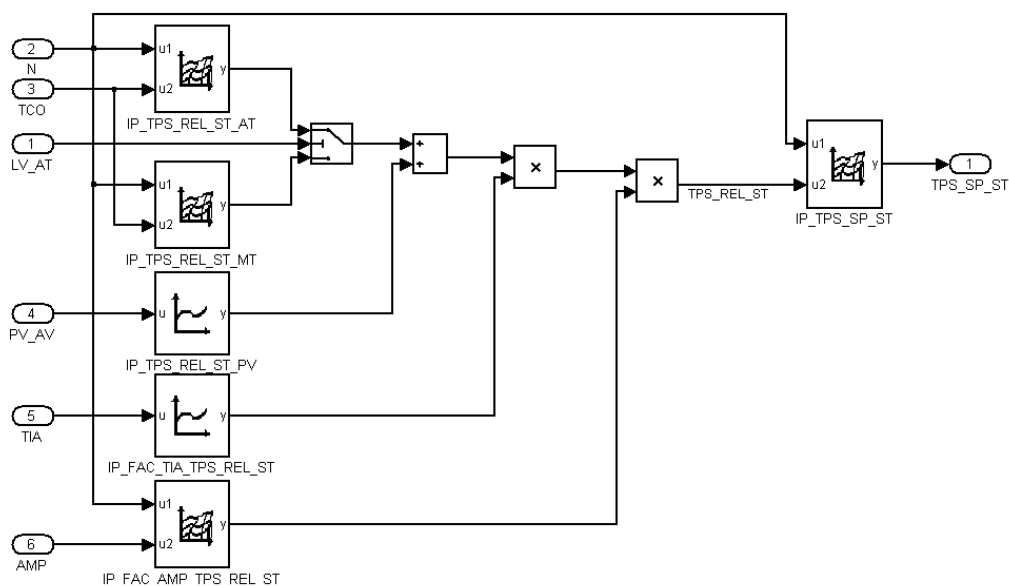 2
N
3
TCO
1
LV_AT
u1
u2
y
IP_TPS_REL_ST_AT
u1
u2
y
IP_TPS_REL_ST_MT
4
PV_AV
u
y
IP_TPS_REL_ST_PV
5
TIA
u
y
IP_FAC_TIA_TPS_REL_ST
6
AMP
u1
u2
y
IP_FAC_AMP_TPS_REL_ST
+
+
×
×
TPS_REL_ST
u1
u2
y
IP_TPS_SP_ST
1
TPS_SP_ST